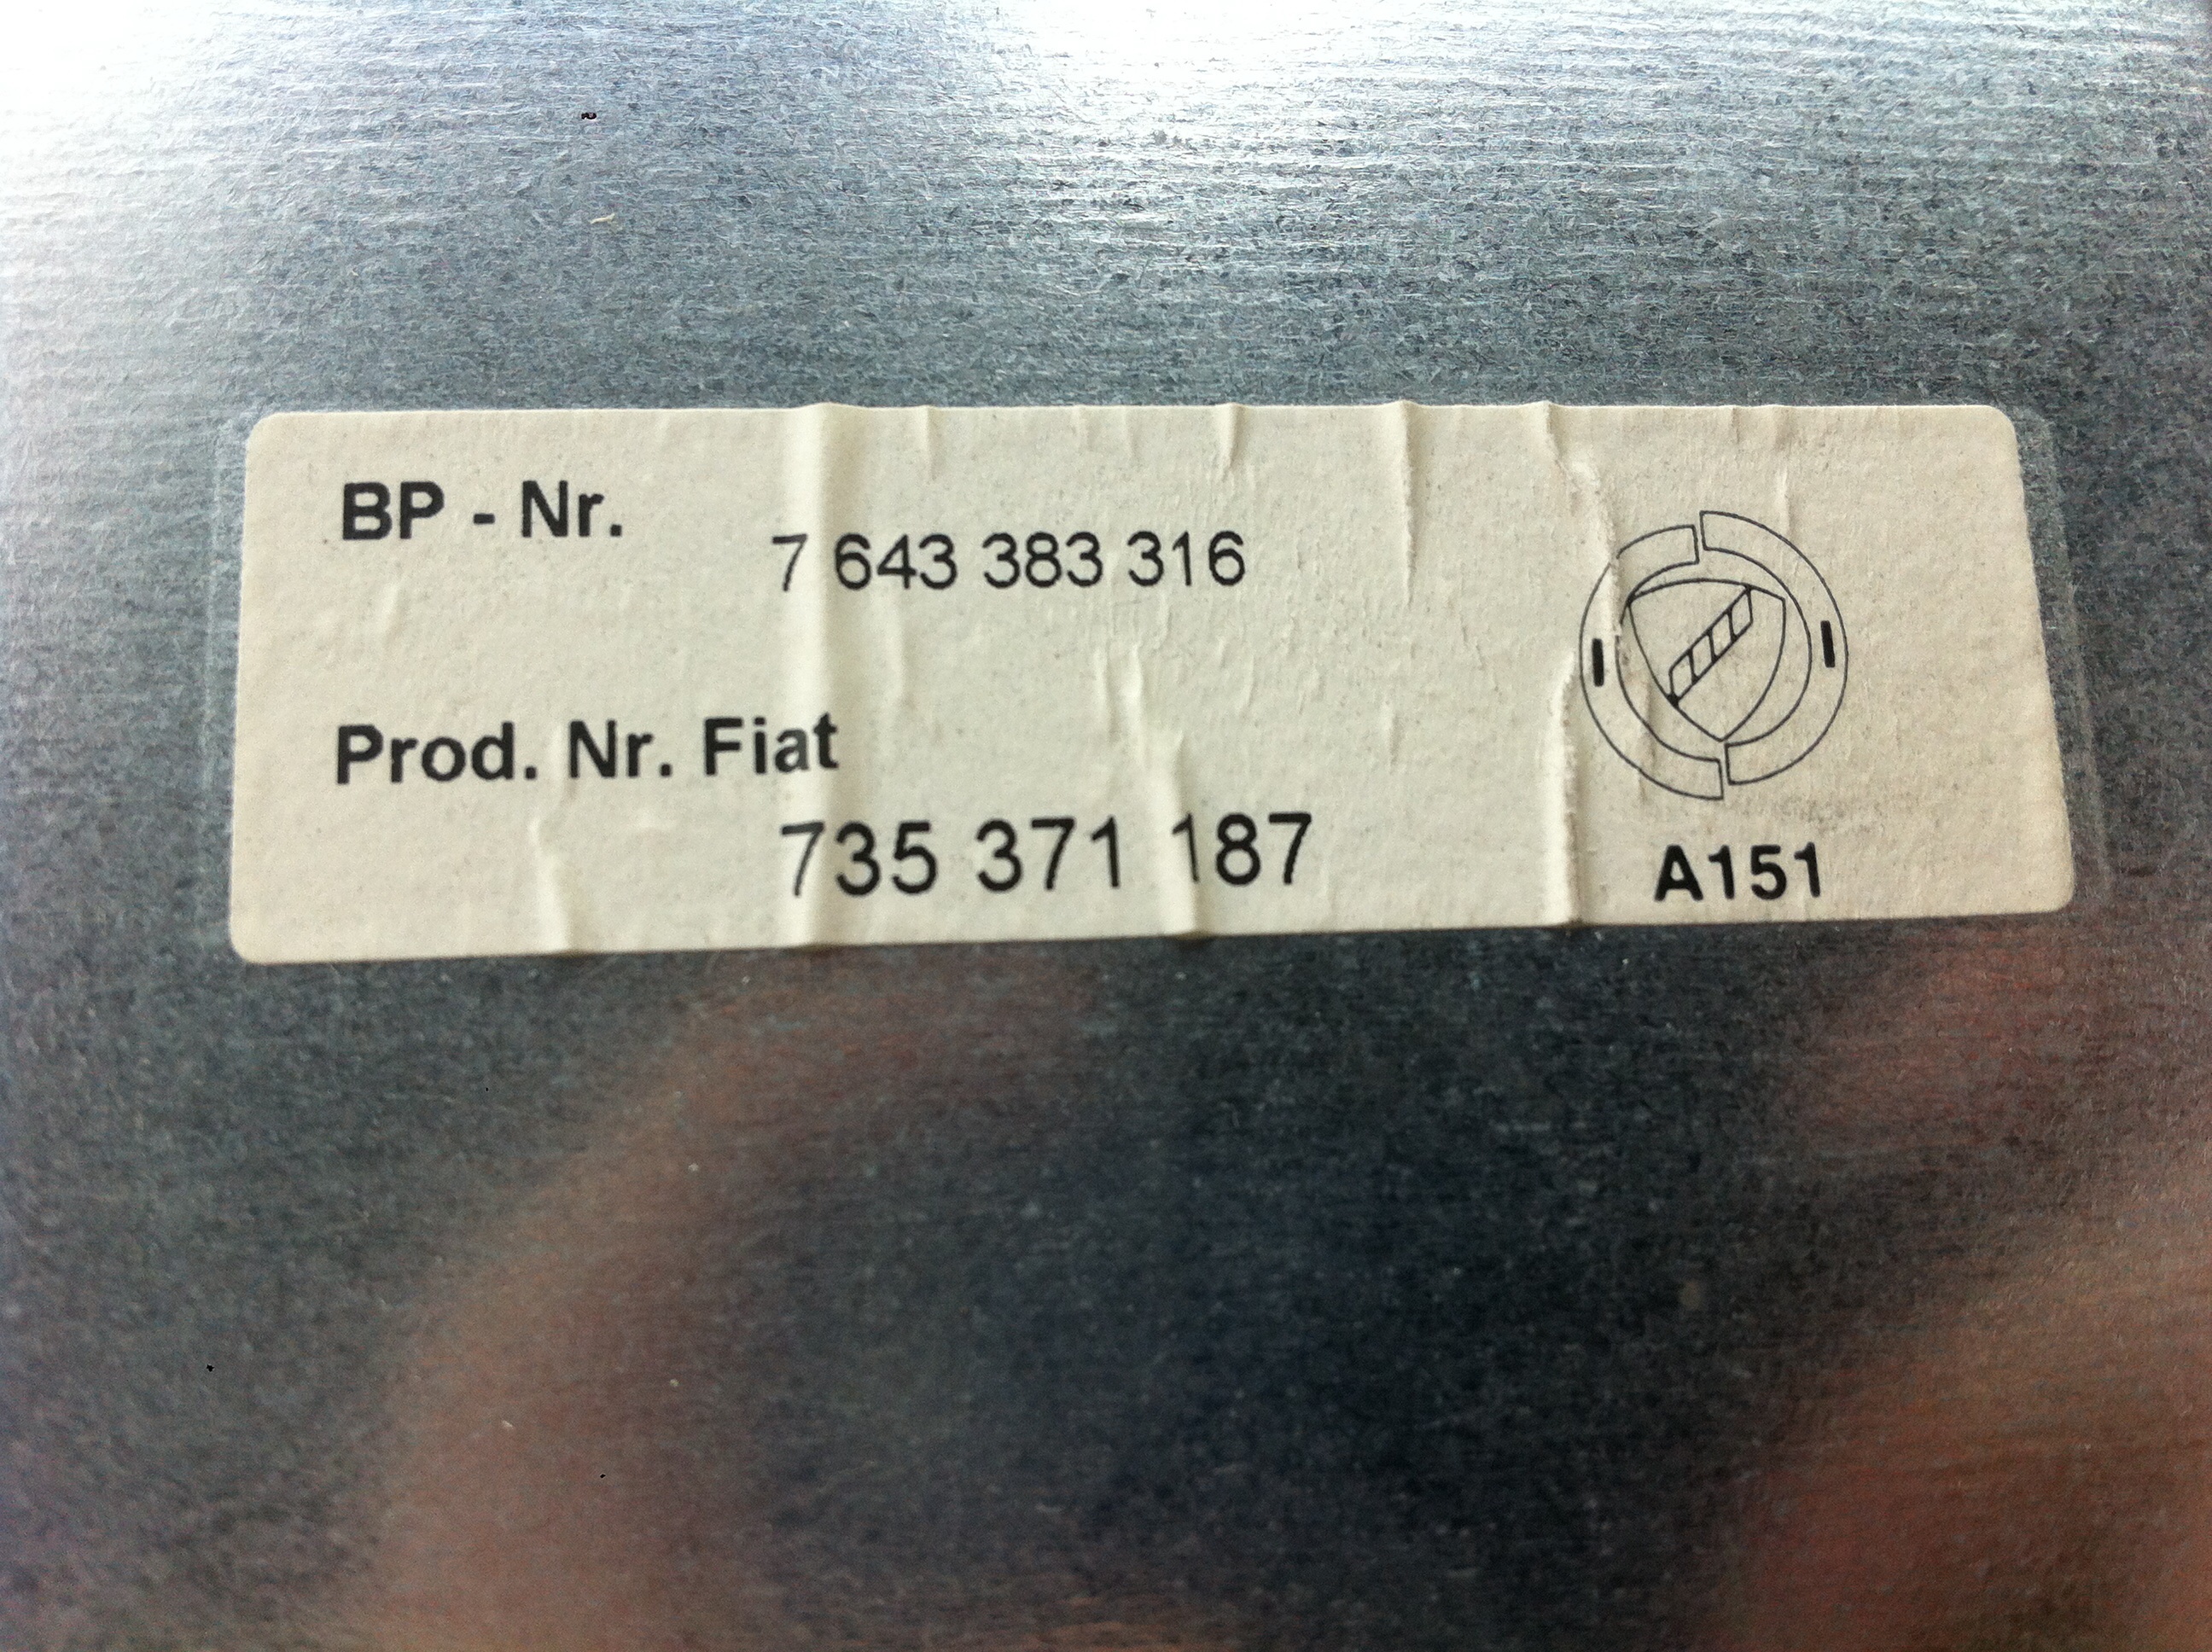 BP - Nr.
7 643 383 316
Prod. Nr. Fiat
735 371 187
A151